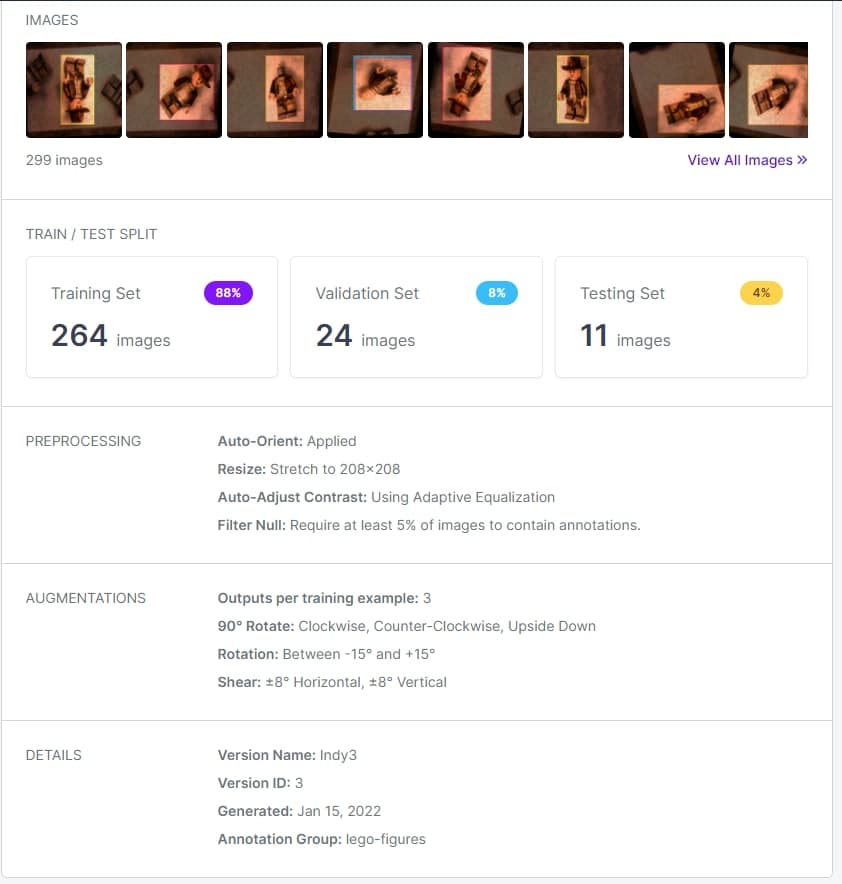 IMAGES
299 images
View All Images »
TRAIN / TEST SPLIT
Training Set 88%
264 images
Validation Set 8%
24 images
Testing Set 4%
11 images
PREPROCESSING
Auto-Orient: Applied
Resize: Stretch to 208×208
Auto-Adjust Contrast: Using Adaptive Equalization
Filter Null: Require at least 5% of images to contain annotations.
AUGMENTATIONS
Outputs per training example: 3
90° Rotate: Clockwise, Counter-Clockwise, Upside Down
Rotation: Between -15° and +15°
Shear: ±8° Horizontal, ±8° Vertical
DETAILS
Version Name: Indy3
Version ID: 3
Generated: Jan 15, 2022
Annotation Group: lego-figures